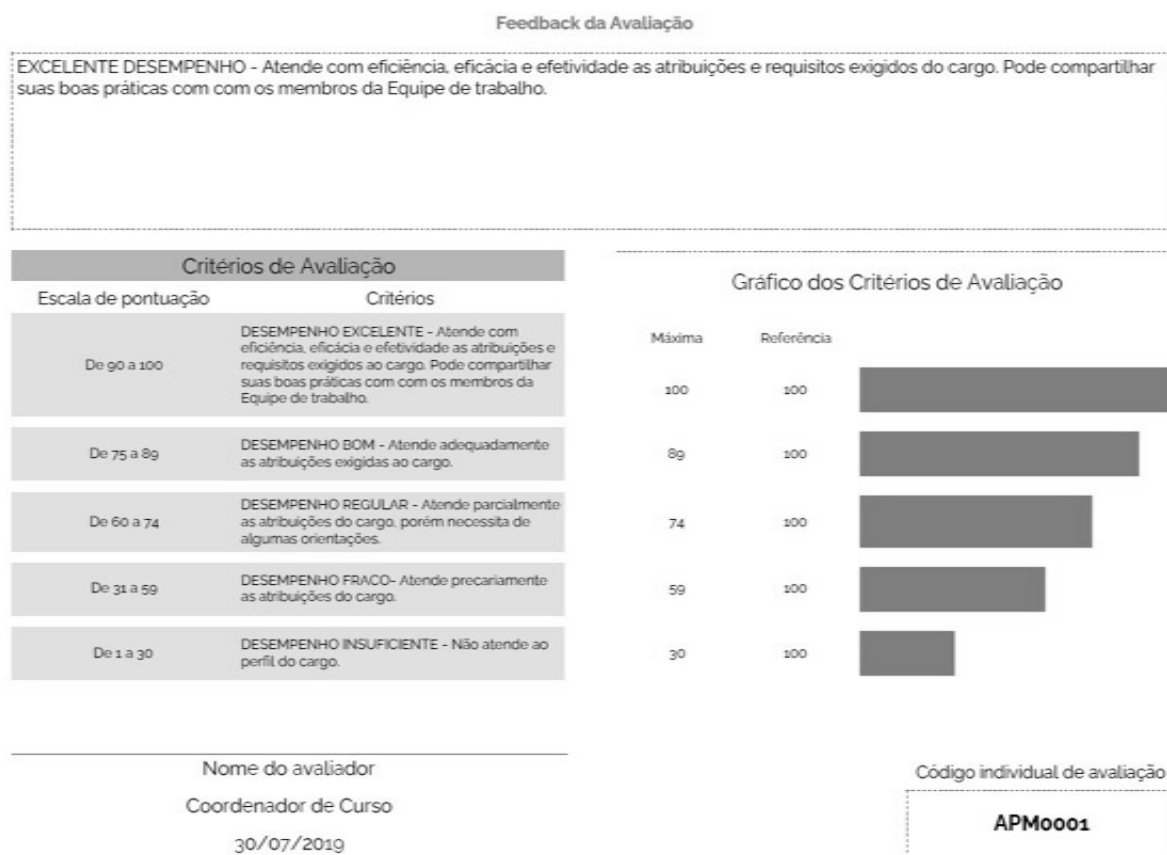 Feedback da Avaliação
EXCELENTE DESEMPENHO - Atende com eficiência, eficácia e efetividade as atribuições e requisitos exigidos do cargo. Pode compartilhar
suas boas práticas com com os membros da Equipe de trabalho.
Critérios de Avaliação
Escala de pontuação Critérios
De 90 a 100
DESEMPENHO EXCELENTE - Atende com
eficiência, eficácia e efetividade as atribuições e
requisitos exigidos ao cargo. Pode compartilhar
suas boas práticas com com os membros da
Equipe de trabalho.
De 75 a 89
DESEMPENHO BOM - Atende adequadamente
as atribuições exigidas ao cargo.
De 60 a 74
DESEMPENHO REGULAR - Atende parcialmente
as atribuições do cargo, porém necessita de
algumas orientações.
De 31 a 59
DESEMPENHO FRACO- Atende precariamente
as atribuições do cargo.
De 1 a 30
DESEMPENHO INSUFICIENTE - Não atende ao
perfil do cargo.
Gráfico dos Critérios de Avaliação
Máxima Referência
100 100
89 100
74 100
59 100
30 100
Nome do avaliador
Coordenador de Curso
30/07/2019
Código individual de avaliação
APM0001